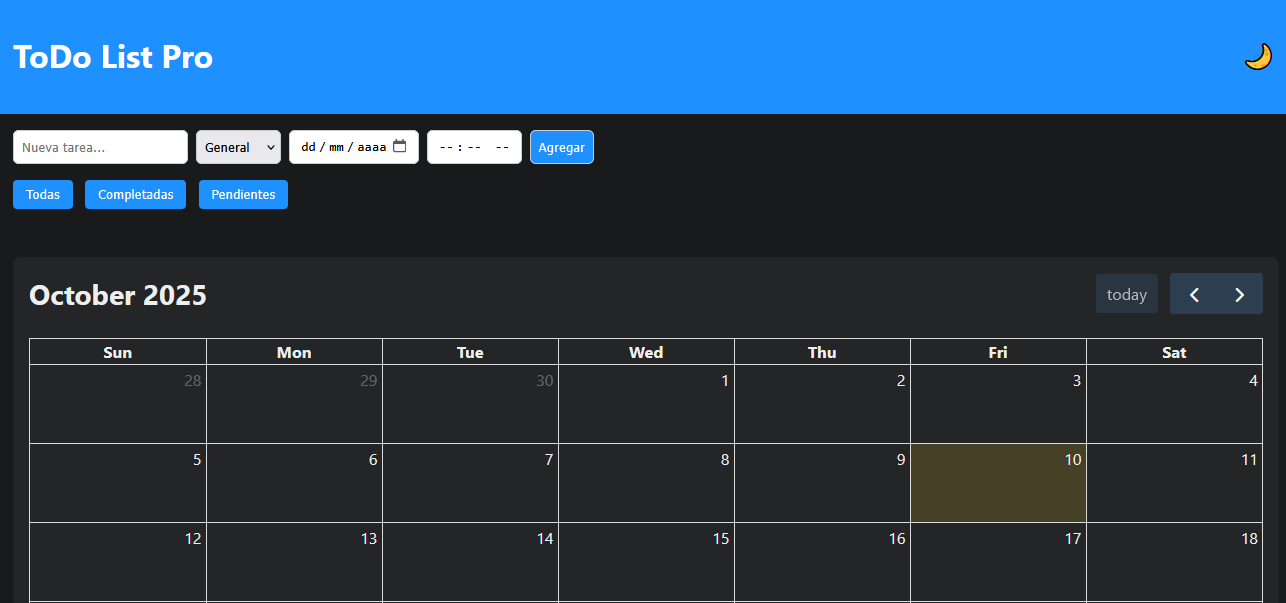 ToDo List Pro
Nueva tarea... General dd/mm/aaaa --:-- --  Agregar
Todas Completadas Pendientes
October 2025 today
Sun Mon Tue Wed Thu Fri Sat
28 29 30 1 2 3 4
5 6 7 8 9 10 11
12 13 14 15 16 17 18